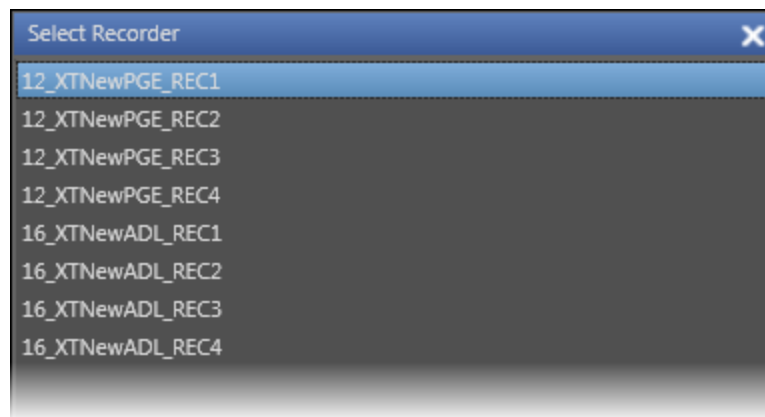 Select Recorder
12_XTNewPGE_REC1
12_XTNewPGE_REC2
12_XTNewPGE_REC3
12_XTNewPGE_REC4
16_XTNewADL_REC1
16_XTNewADL_REC2
16_XTNewADL_REC3
16_XTNewADL_REC4